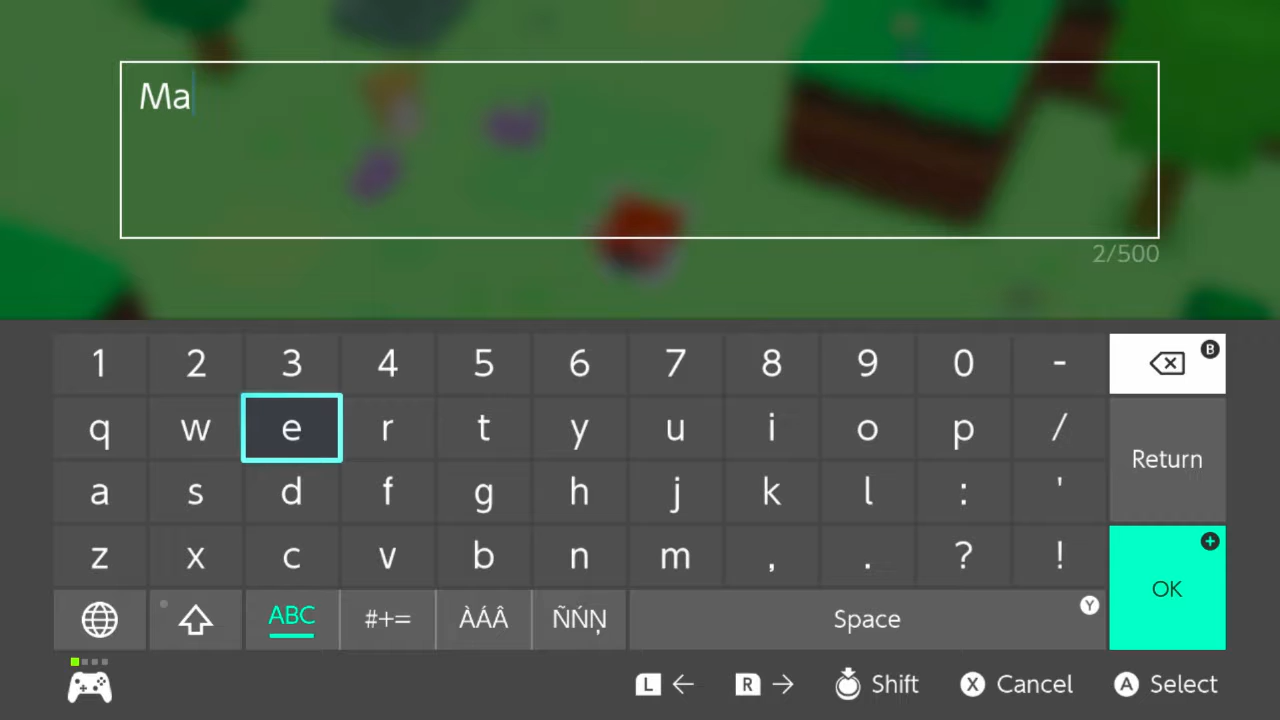 Ma
2/500
1 2 3 4 5 6 7 8 9 0 - B
q w e r t y u i o p / Return
a s d f g h j k l : '
z x c v b n m , . ? ! OK
ABC #+= ÀÁÂ ÑŃŅ Space Y
L ← R → Shift X Cancel A Select